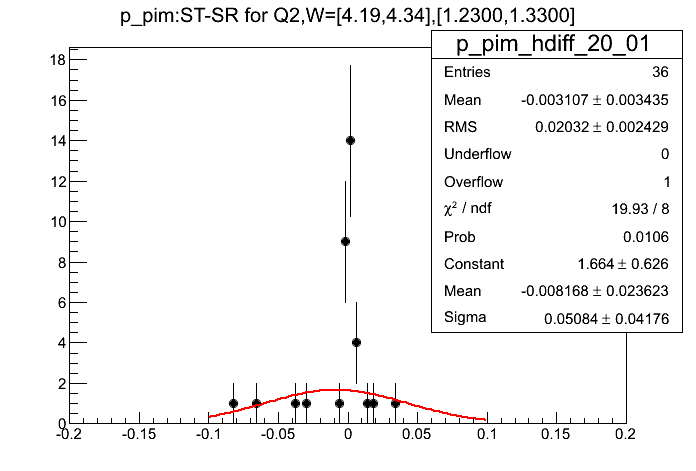 p_pim:ST-SR for Q2,W=[4.19,4.34],[1.2300,1.3300]
p_pim_hdiff_20_01
Entries 36
Mean -0.003107 ± 0.003435
RMS 0.02032 ± 0.002429
Underflow 0
Overflow 1
χ² / ndf 19.93 / 8
Prob 0.0106
Constant 1.664 ± 0.626
Mean -0.008168 ± 0.023623
Sigma 0.05084 ± 0.04176
18
16
14
12
10
8
6
4
2
0
-0.2 -0.15 -0.1 -0.05 0 0.05 0.1 0.15 0.2